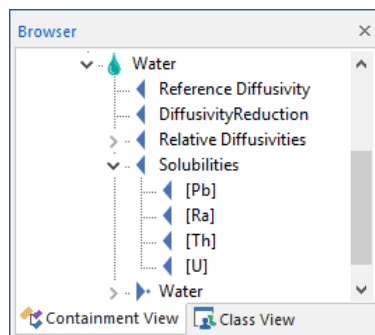 Browser
Water
Reference Diffusivity
DiffusivityReduction
Relative Diffusivities
Solubilities
[Pb]
[Ra]
[Th]
[U]
Water
Containment View Class View